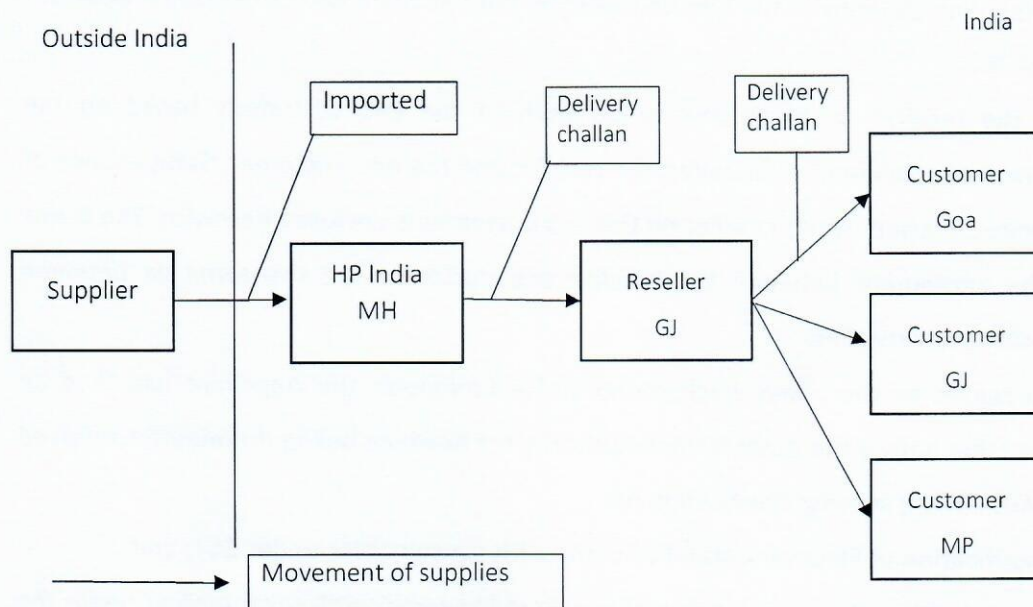 Outside India
India
Imported
Delivery
challan
Delivery
challan
Customer
Goa
Supplier
HP India
MH
Reseller
GJ
Customer
GJ
Customer
MP
Movement of supplies